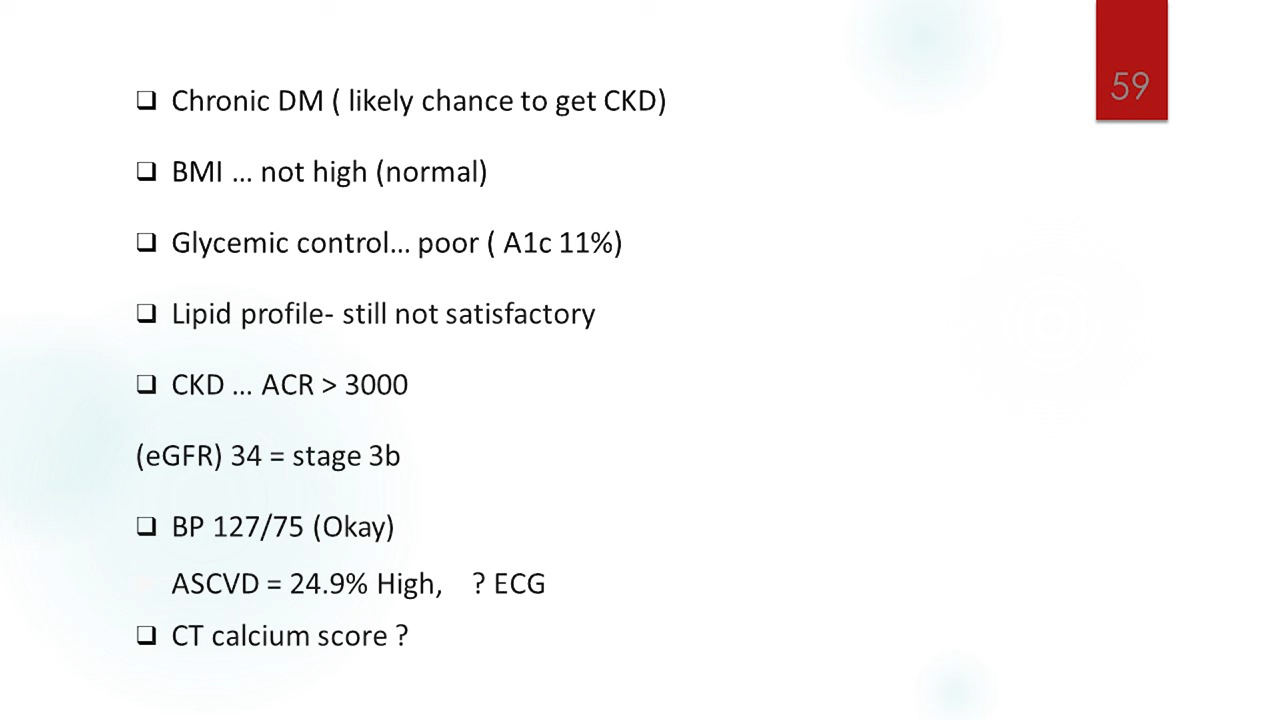 59
❑ Chronic DM ( likely chance to get CKD)
❑ BMI ... not high (normal)
❑ Glycemic control... poor ( A1c 11%)
❑ Lipid profile- still not satisfactory
❑ CKD ... ACR > 3000
(eGFR) 34 = stage 3b
❑ BP 127/75 (Okay)
ASCVD = 24.9% High, ? ECG
❑ CT calcium score ?